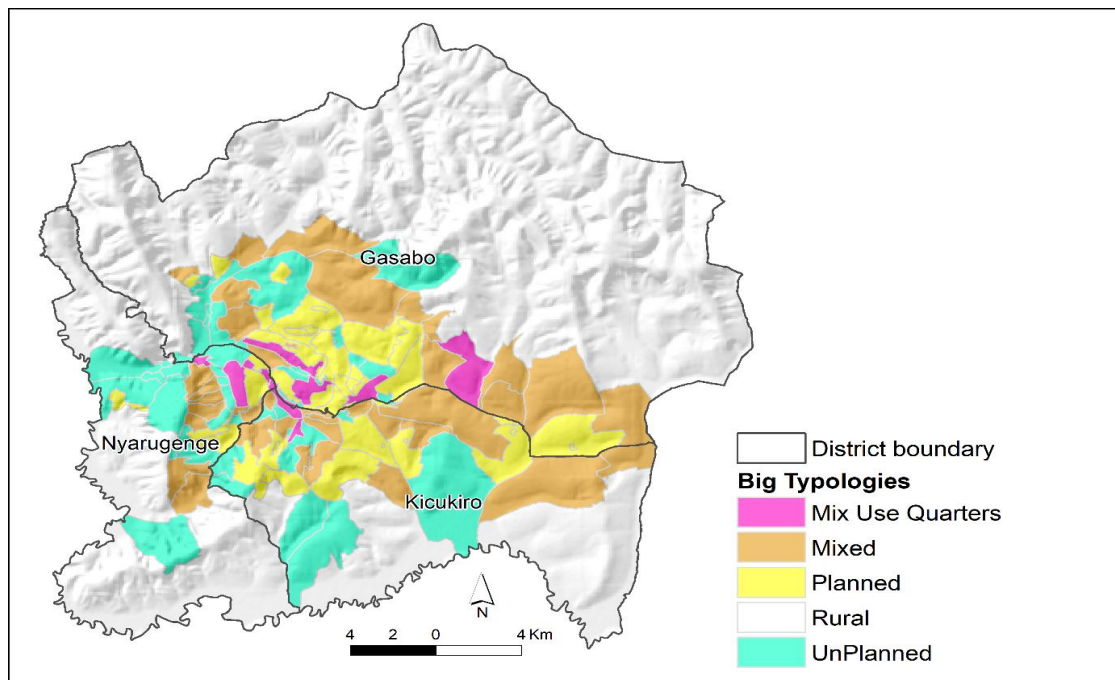 Gasabo
Nyarugenge
Kicukiro
N
4 2 0 4 Km
District boundary
Big Typologies
Mix Use Quarters
Mixed
Planned
Rural
UnPlanned